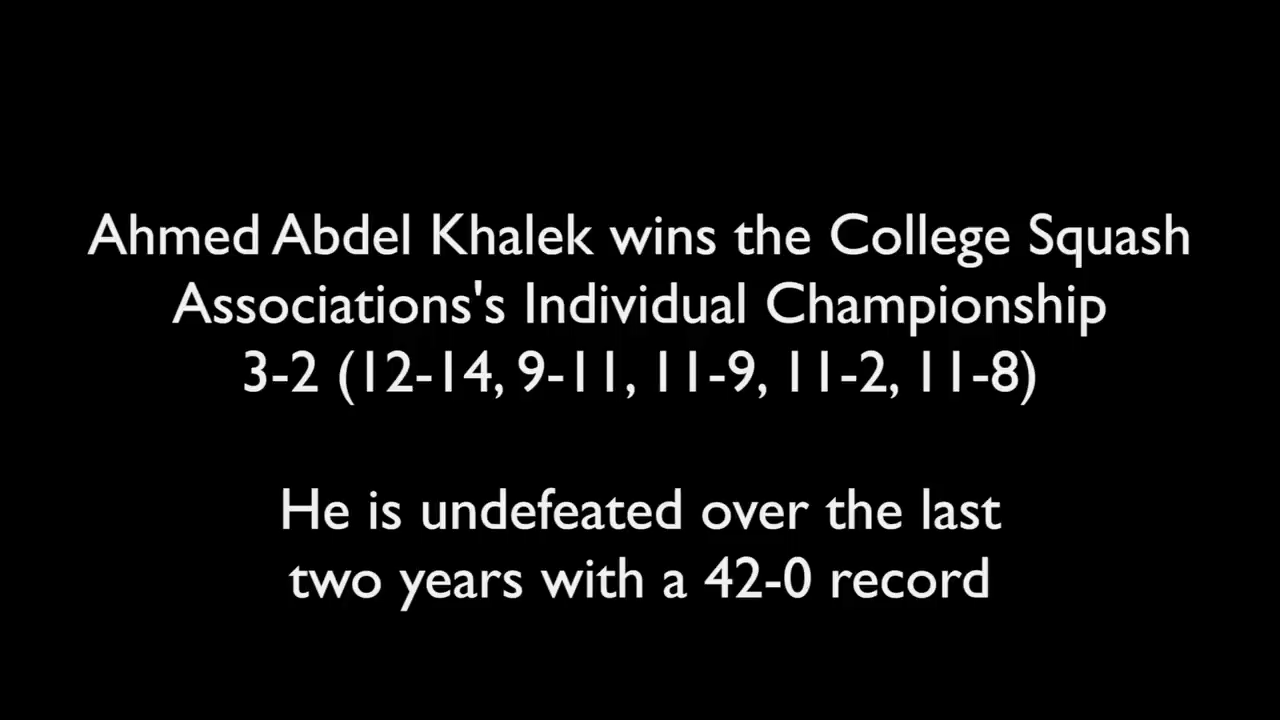 Ahmed Abdel Khalek wins the College Squash
Associations's Individual Championship
3-2 (12-14, 9-11, 11-9, 11-2, 11-8)
He is undefeated over the last
two years with a 42-0 record